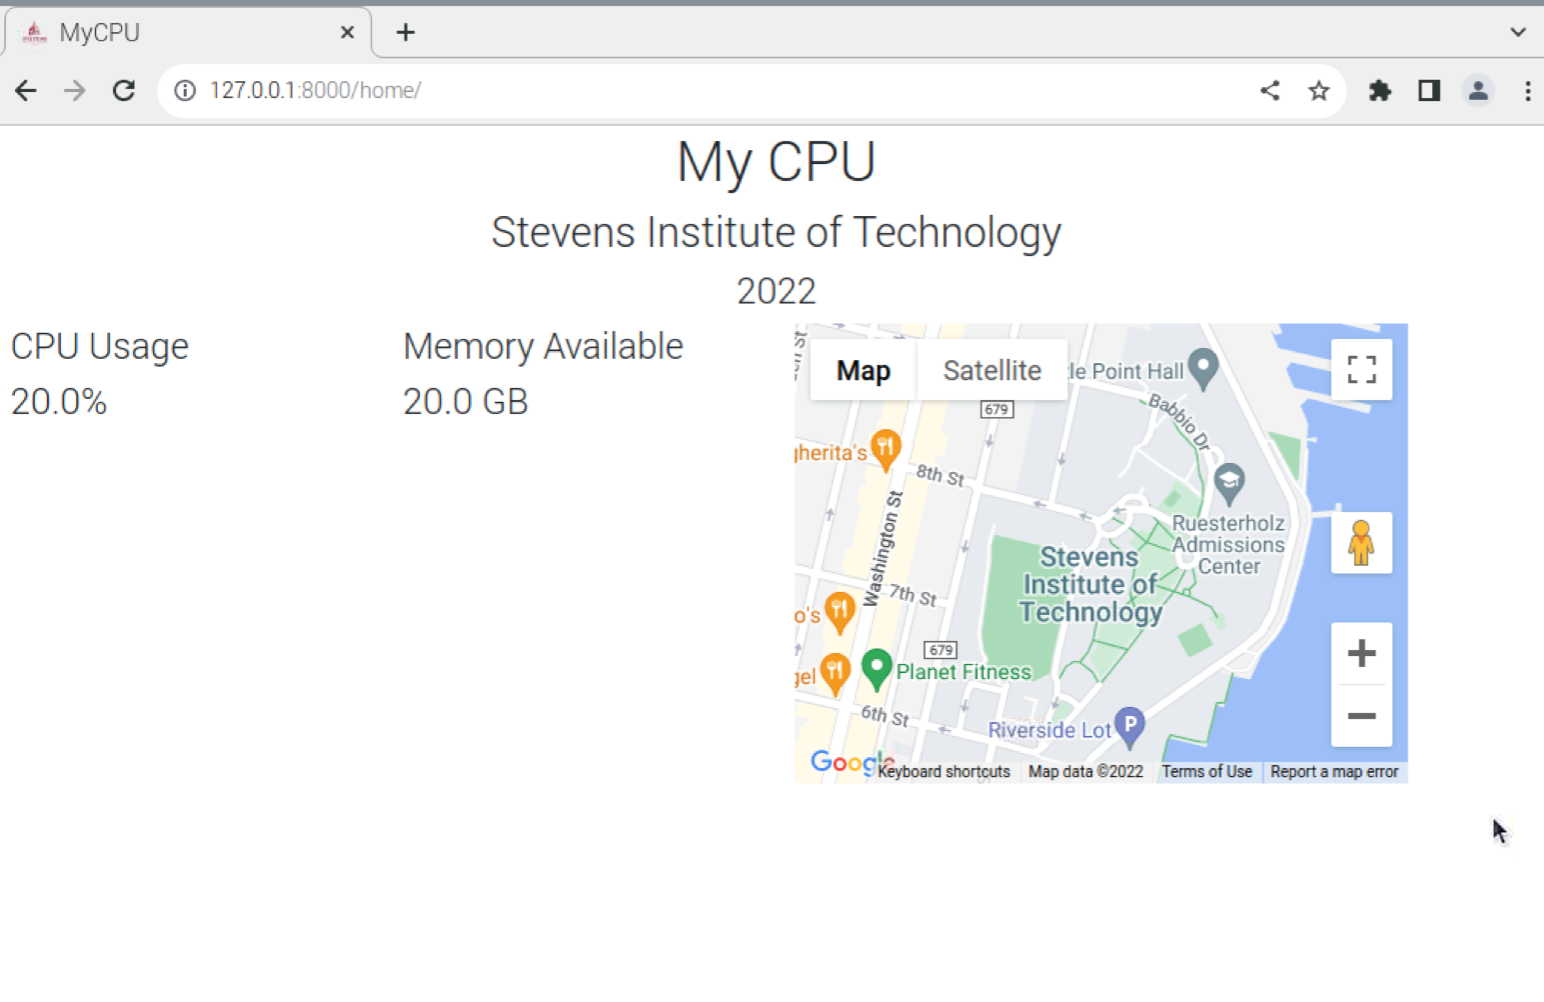 MyCPU
127.0.0.1:8000/home/
My CPU
Stevens Institute of Technology
2022
CPU Usage
Memory Available
20.0%
20.0 GB
Map
Satellite
le Point Hall
679
Babbio Dr
gherita's
8th St
Washington St
Ruesterholz
Admissions
Center
Stevens
Institute of
Technology
7th St
o's
679
gel
Planet Fitness
6th St
Riverside Lot
P
Google
Keyboard shortcuts
Map data ©2022
Terms of Use
Report a map error